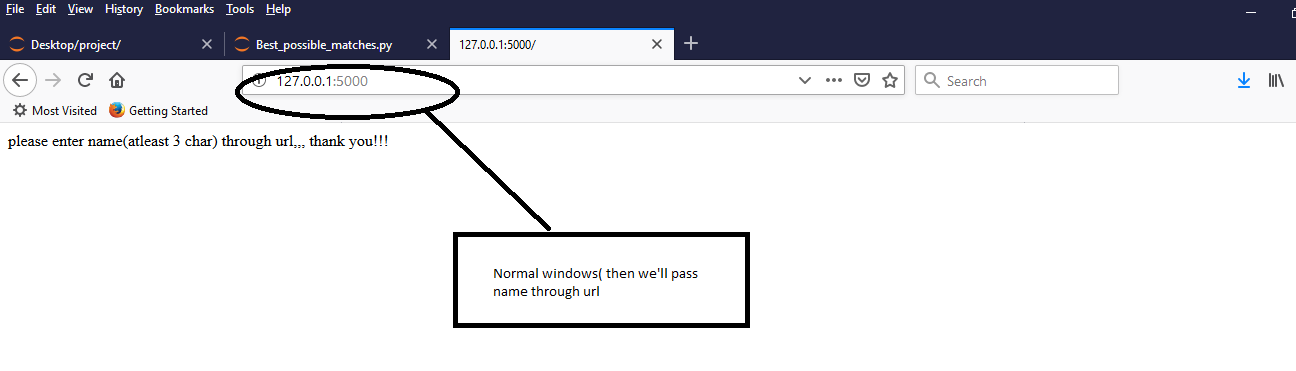 File Edit View History Bookmarks Tools Help
Desktop/project/ Best_possible_matches.py 127.0.0.1:5000/
127.0.0.1:5000 Search
Most Visited Getting Started
please enter name(atleast 3 char) through url,,, thank you!!!
Normal windows( then we'll pass
name through url